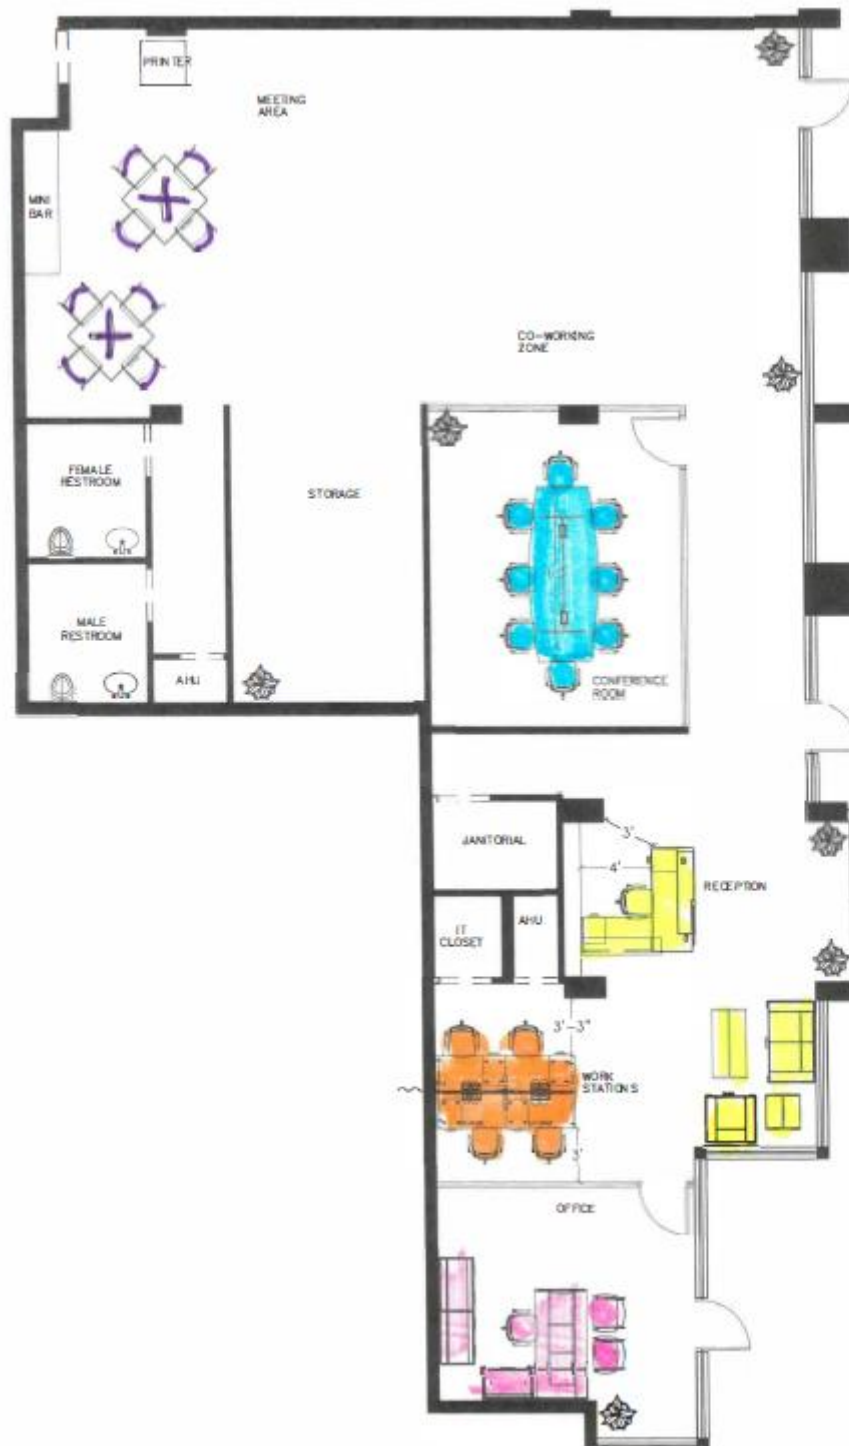 PRINTER
MEETING
AREA
MINI
BAR
CO-WORKING
ZONE
FEMALE
RESTROOM
STORAGE
MALE
RESTROOM
AHU
CONFERENCE
ROOM
3'
JANITORIAL
4'
RECEPTION
IT
CLOSET
AHU
3'-3"
WORK
STATIONS
3'
OFFICE